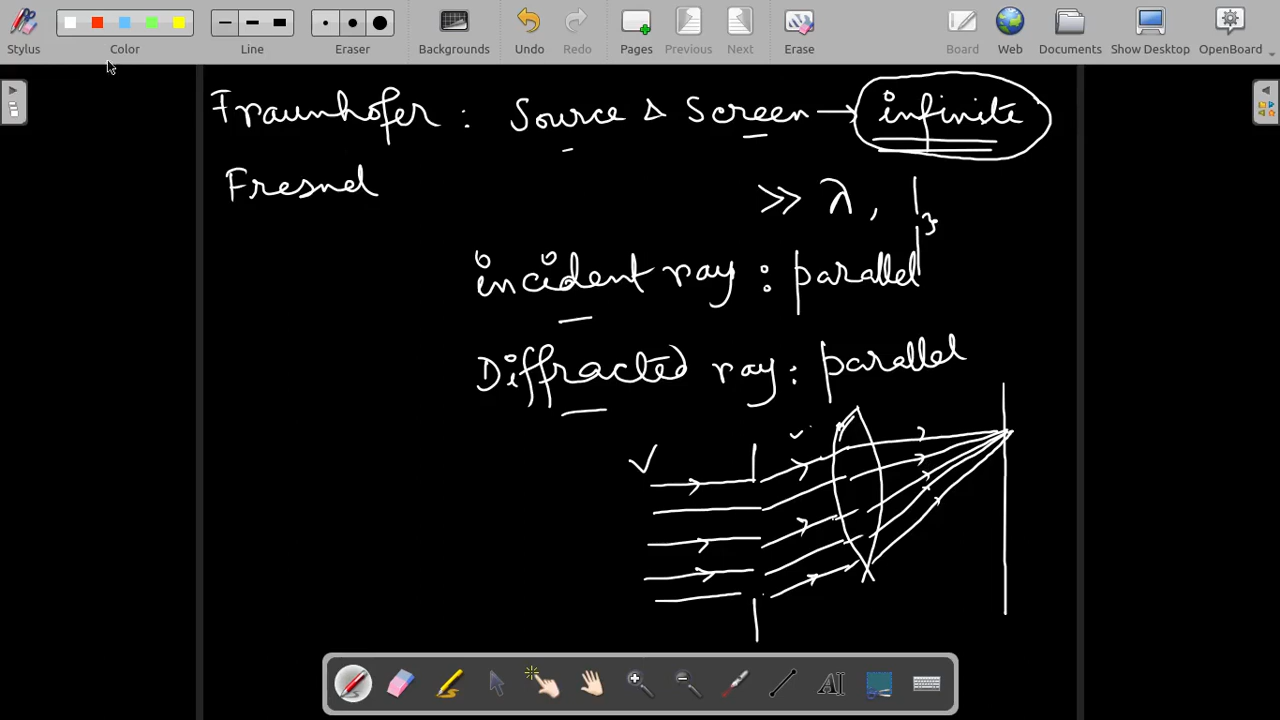 Stylus Color Line Eraser Backgrounds Undo Redo Pages Previous Next Erase Board Web Documents Show Desktop OpenBoard
Fraunhofer : Source & Screen → infinite
Fresnel
>> λ,
incident ray : parallel
Diffracted ray : parallel